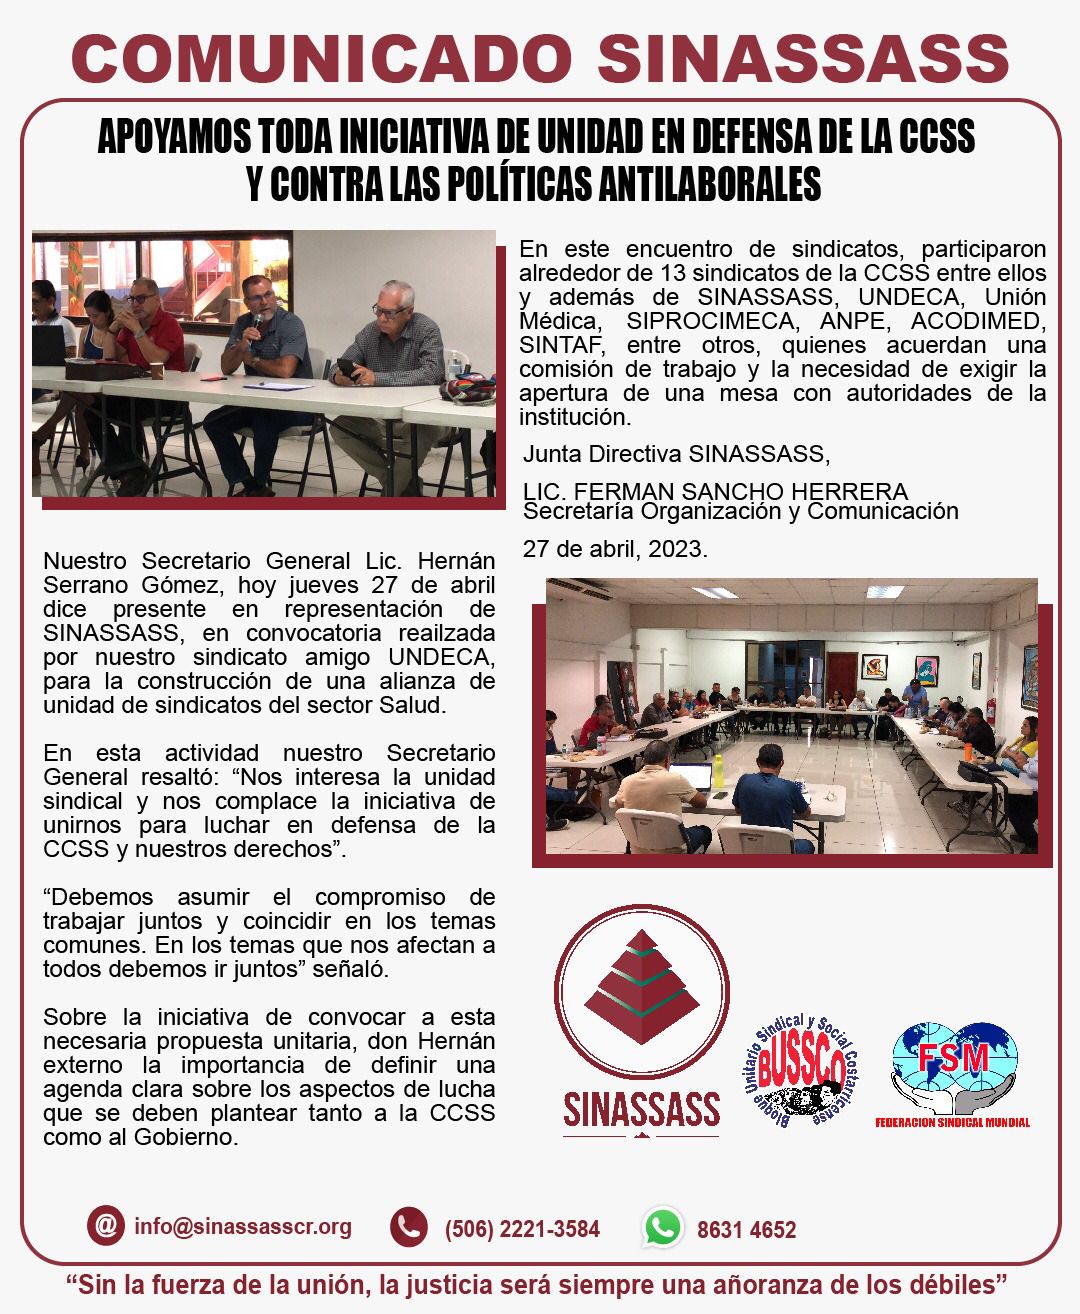 COMUNICADO SINASSASS
APOYAMOS TODA INICIATIVA DE UNIDAD EN DEFENSA DE LA CCSS
Y CONTRA LAS POLÍTICAS ANTILABORALES
Nuestro Secretario General Lic. Hernán
Serrano Gómez, hoy jueves 27 de abril
dice presente en representación de
SINASSASS, en convocatoria reailzada
por nuestro sindicato amigo UNDECA,
para la construcción de una alianza de
unidad de sindicatos del sector Salud.
En esta actividad nuestro Secretario
General resaltó: “Nos interesa la unidad
sindical y nos complace la iniciativa de
unirnos para luchar en defensa de la
CCSS y nuestros derechos”.
“Debemos asumir el compromiso de
trabajar juntos y coincidir en los temas
comunes. En los temas que nos afectan a
todos debemos ir juntos” señaló.
Sobre la iniciativa de convocar a esta
necesaria propuesta unitaria, don Hernán
externo la importancia de definir una
agenda clara sobre los aspectos de lucha
que se deben plantear tanto a la CCSS
como al Gobierno.
En este encuentro de sindicatos, participaron
alrededor de 13 sindicatos de la CCSS entre ellos
y además de SINASSASS, UNDECA, Unión
Médica, SIPROCIMECA, ANPE, ACODIMED,
SINTAF, entre otros, quienes acuerdan una
comisión de trabajo y la necesidad de exigir la
apertura de una mesa con autoridades de la
institución.
Junta Directiva SINASSASS,
LIC. FERMAN SANCHO HERRERA
Secretaría Organización y Comunicación
27 de abril, 2023.
SINASSASS
Bloque Unitario Sindical y Social Costarricense
BUSSCO
FSM
FEDERACION SINDICAL MUNDIAL
@ info@sinassasscr.org
(506) 2221-3584
8631 4652
“Sin la fuerza de la unión, la justicia será siempre una añoranza de los débiles”